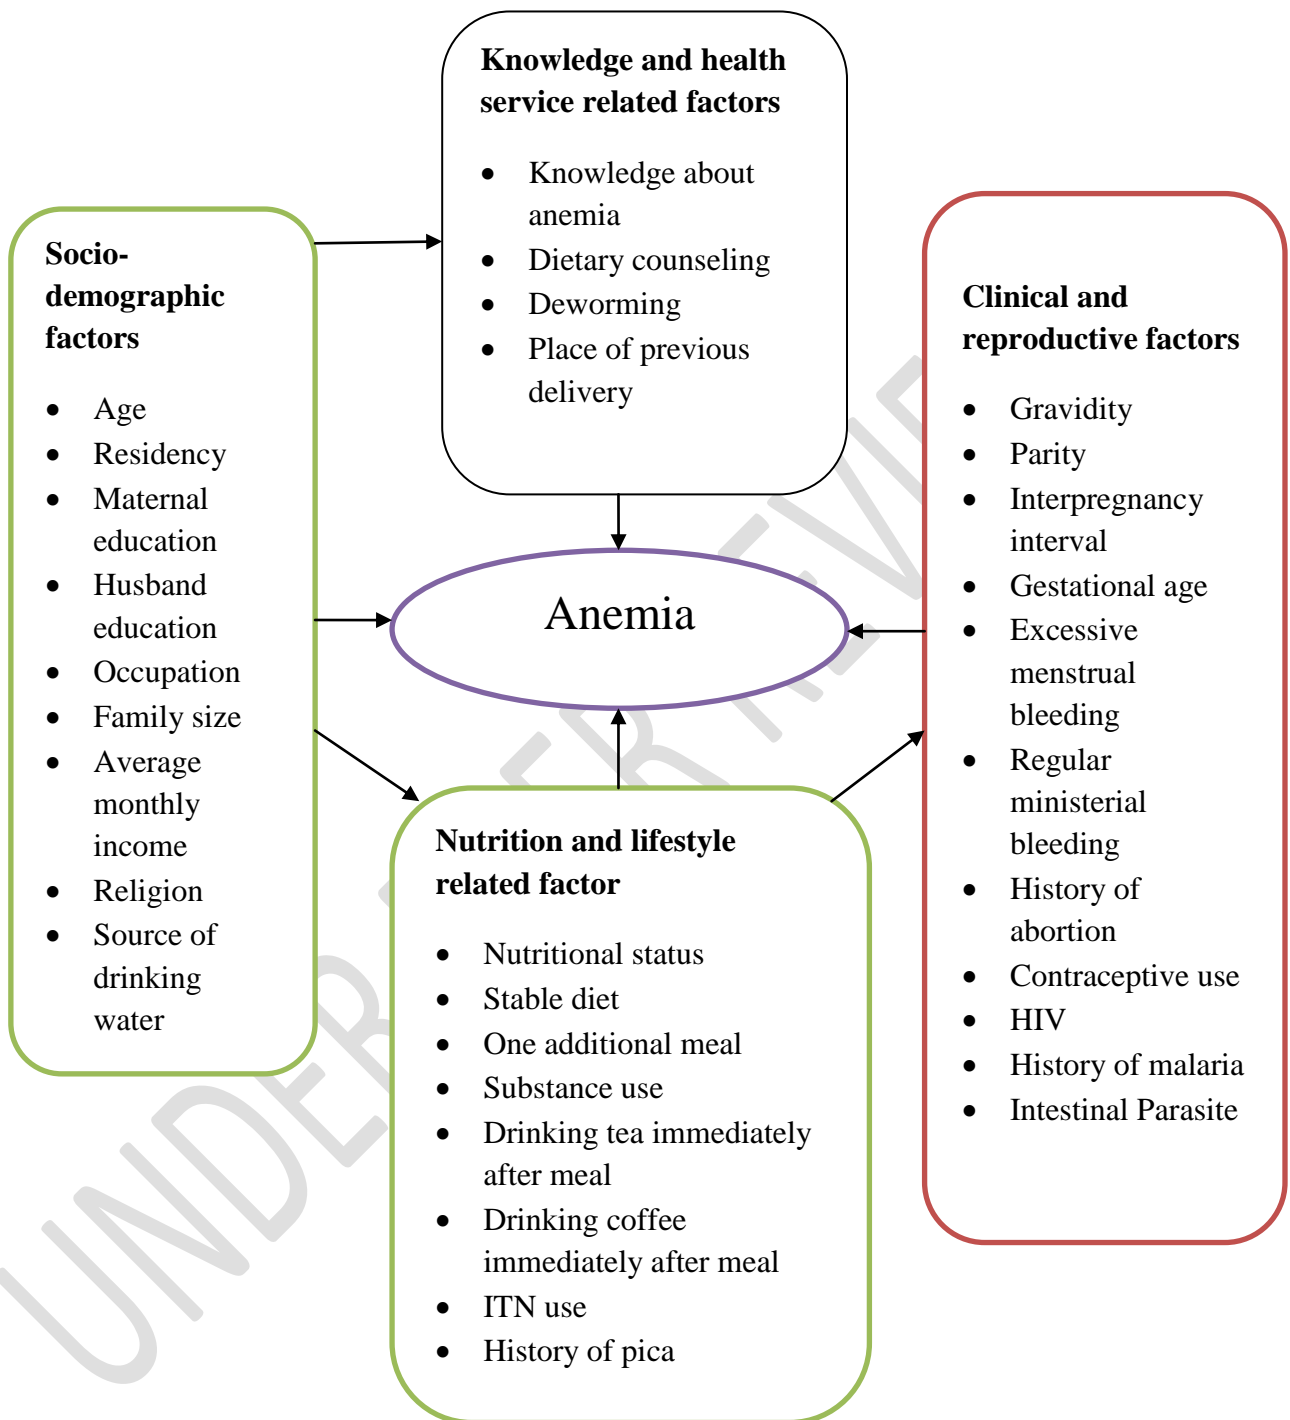 Knowledge and health
service related factors
• Knowledge about
anemia
• Dietary counseling
• Deworming
• Place of previous
delivery
Socio-
demographic
factors
• Age
• Residency
• Maternal
education
• Husband
education
• Occupation
• Family size
• Average
monthly
income
• Religion
• Source of
drinking
water
Anemia
Clinical and
reproductive factors
• Gravidity
• Parity
• Interpregnancy
interval
• Gestational age
• Excessive
menstrual
bleeding
• Regular
ministerial
bleeding
• History of
abortion
• Contraceptive use
• HIV
• History of malaria
• Intestinal Parasite
Nutrition and lifestyle
related factor
• Nutritional status
• Stable diet
• One additional meal
• Substance use
• Drinking tea immediately
after meal
• Drinking coffee
immediately after meal
• ITN use
• History of pica
UNDER